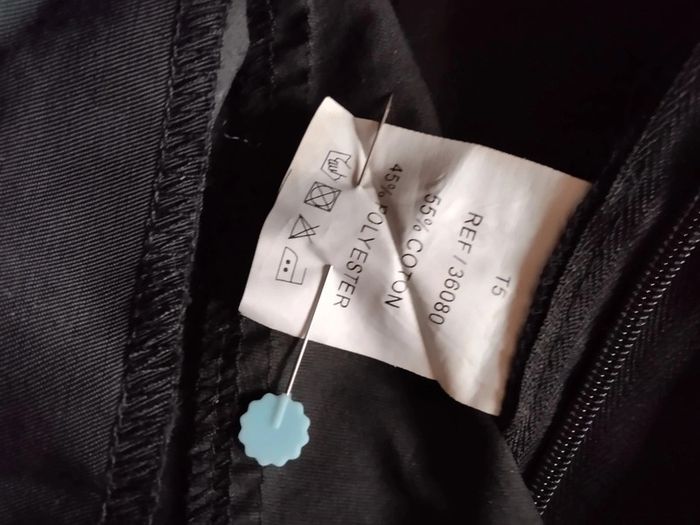 T5
REF/36080
55% COTON
45% POLYESTER